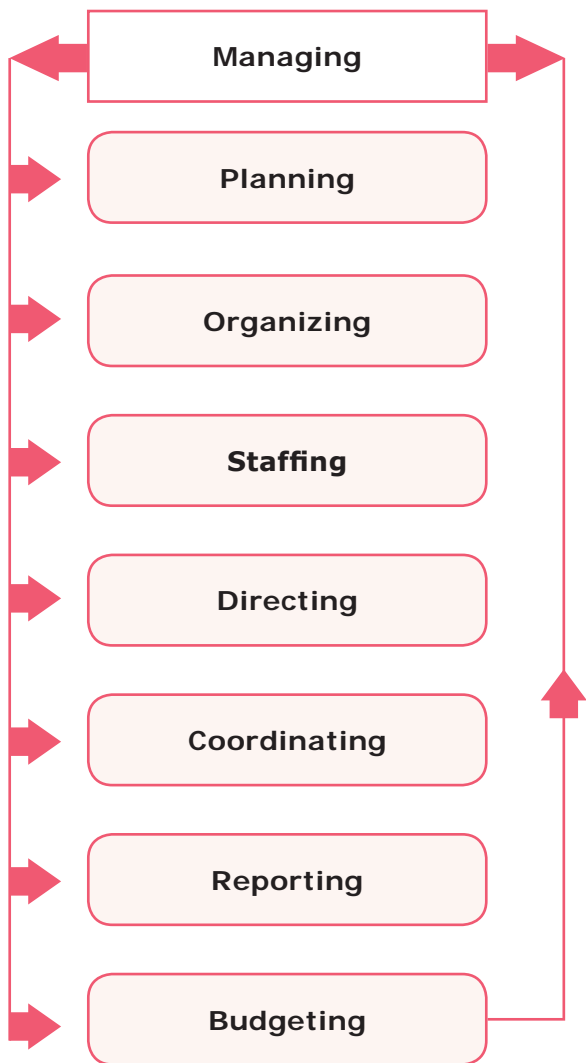 Managing
Planning
Organizing
Staffing
Directing
Coordinating
Reporting
Budgeting